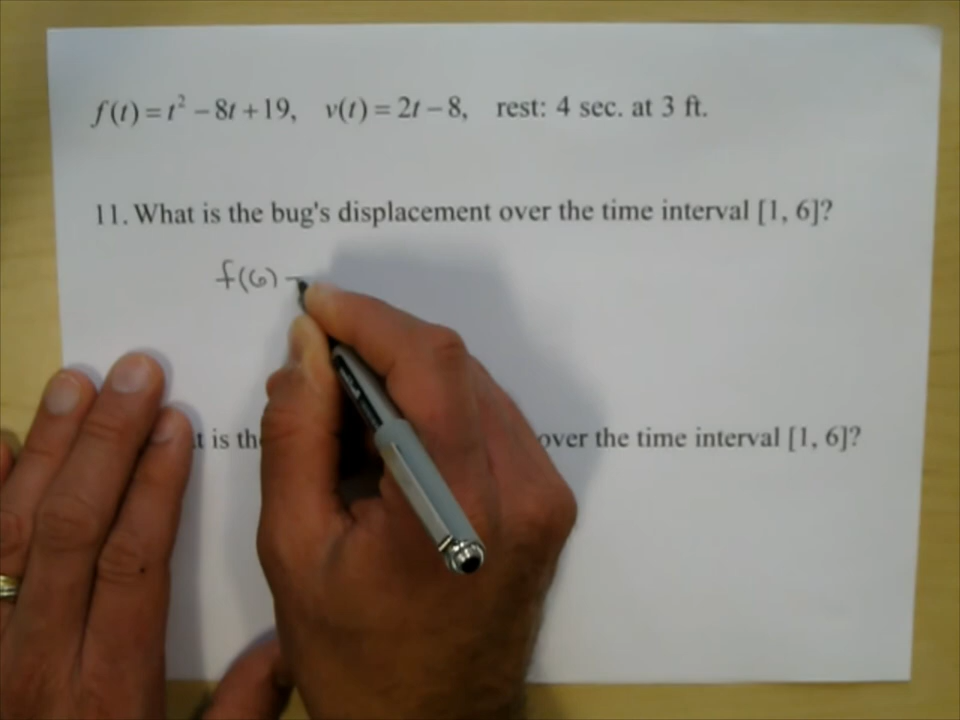 f(t) = t² − 8t + 19, v(t) = 2t − 8, rest: 4 sec. at 3 ft.
11. What is the bug's displacement over the time interval [1, 6]?
f(6) −
is over the time interval [1, 6]?